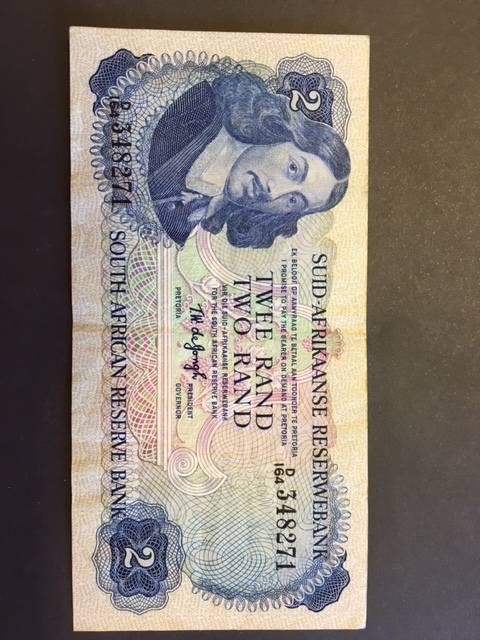 2
SUID-AFRIKAANSE RESERWEBANK
EK BELOOF OP AANVRAAG TE BETAAL AAN TOONDER TE PRETORIA
I PROMISE TO PAY THE BEARER ON DEMAND AT PRETORIA
TWEE RAND
TWO RAND
D
164 348271
VIR DIE SUID-AFRIKAANSE RESERWEBANK
FOR THE SOUTH AFRICAN RESERVE BANK
PRESIDENT
PRETORIA GOVERNOR
D
164 348271
SOUTH AFRICAN RESERVE BANK
2